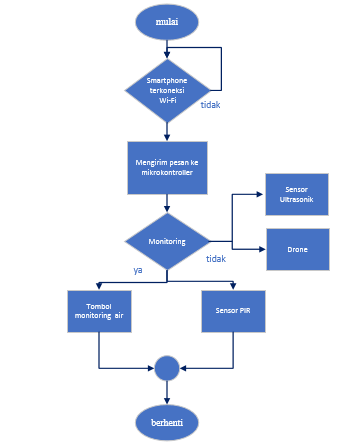 mulai
Smartphone
terkoneksi
Wi-Fi
tidak
Mengirim pesan ke
mikrokontroller
Sensor
Ultrasonik
Monitoring
Drone
tidak
ya
Tombol
monitoring air
Sensor PIR
berhenti